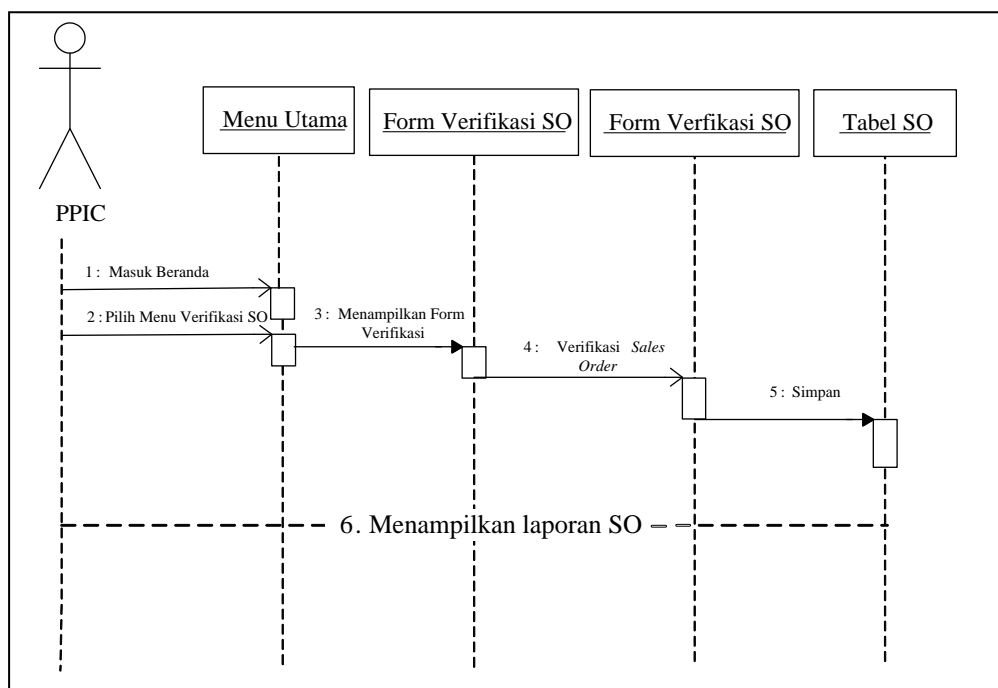 Menu Utama
Form Verifikasi SO
Form Verfikasi SO
Tabel SO
PPIC
1 : Masuk Beranda
2 : Pilih Menu Verifikasi SO
3 : Menampilkan Form
Verifikasi
4 : Verifikasi Sales
Order
5 : Simpan
6. Menampilkan laporan SO